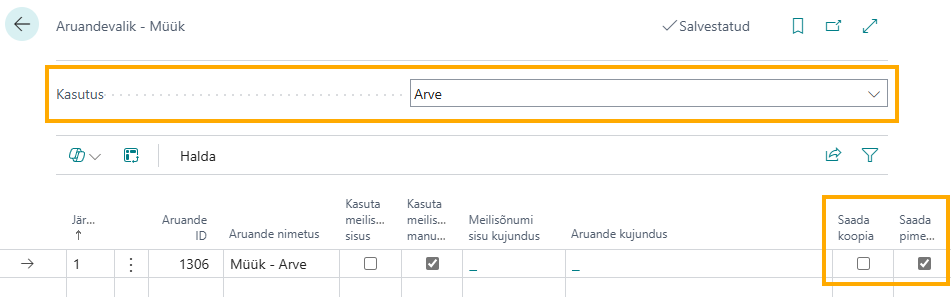 Aruandevalik - Müük
Salvestatud
Kasutus
Arve
Halda
Jär... ↑
Aruande ID
Aruande nimetus
Kasuta meilis... sisus
Kasuta meilis... manu...
Meilisõnumi sisu kujundus
Aruande kujundus
Saada koopia
Saada pime...
1
1306
Müük - Arve
_
_